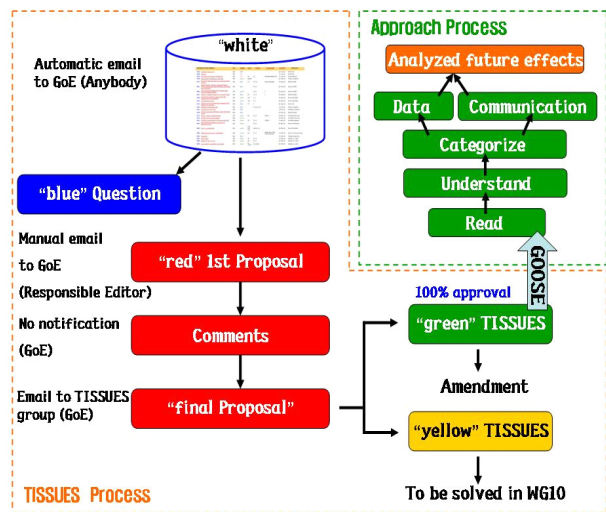 Approach Process
"white"
Automatic email
to GoE (Anybody)
Analyzed future effects
Data
Communication
Categorize
Understand
Read
"blue" Question
Manual email
to GoE
(Responsible Editor)
"red" 1st Proposal
GOOSE
100% approval
No notification
(GoE)
Comments
"green" TISSUES
Amendment
Email to TISSUES
group (GoE)
"final Proposal"
"yellow" TISSUES
TISSUES Process
To be solved in WG10